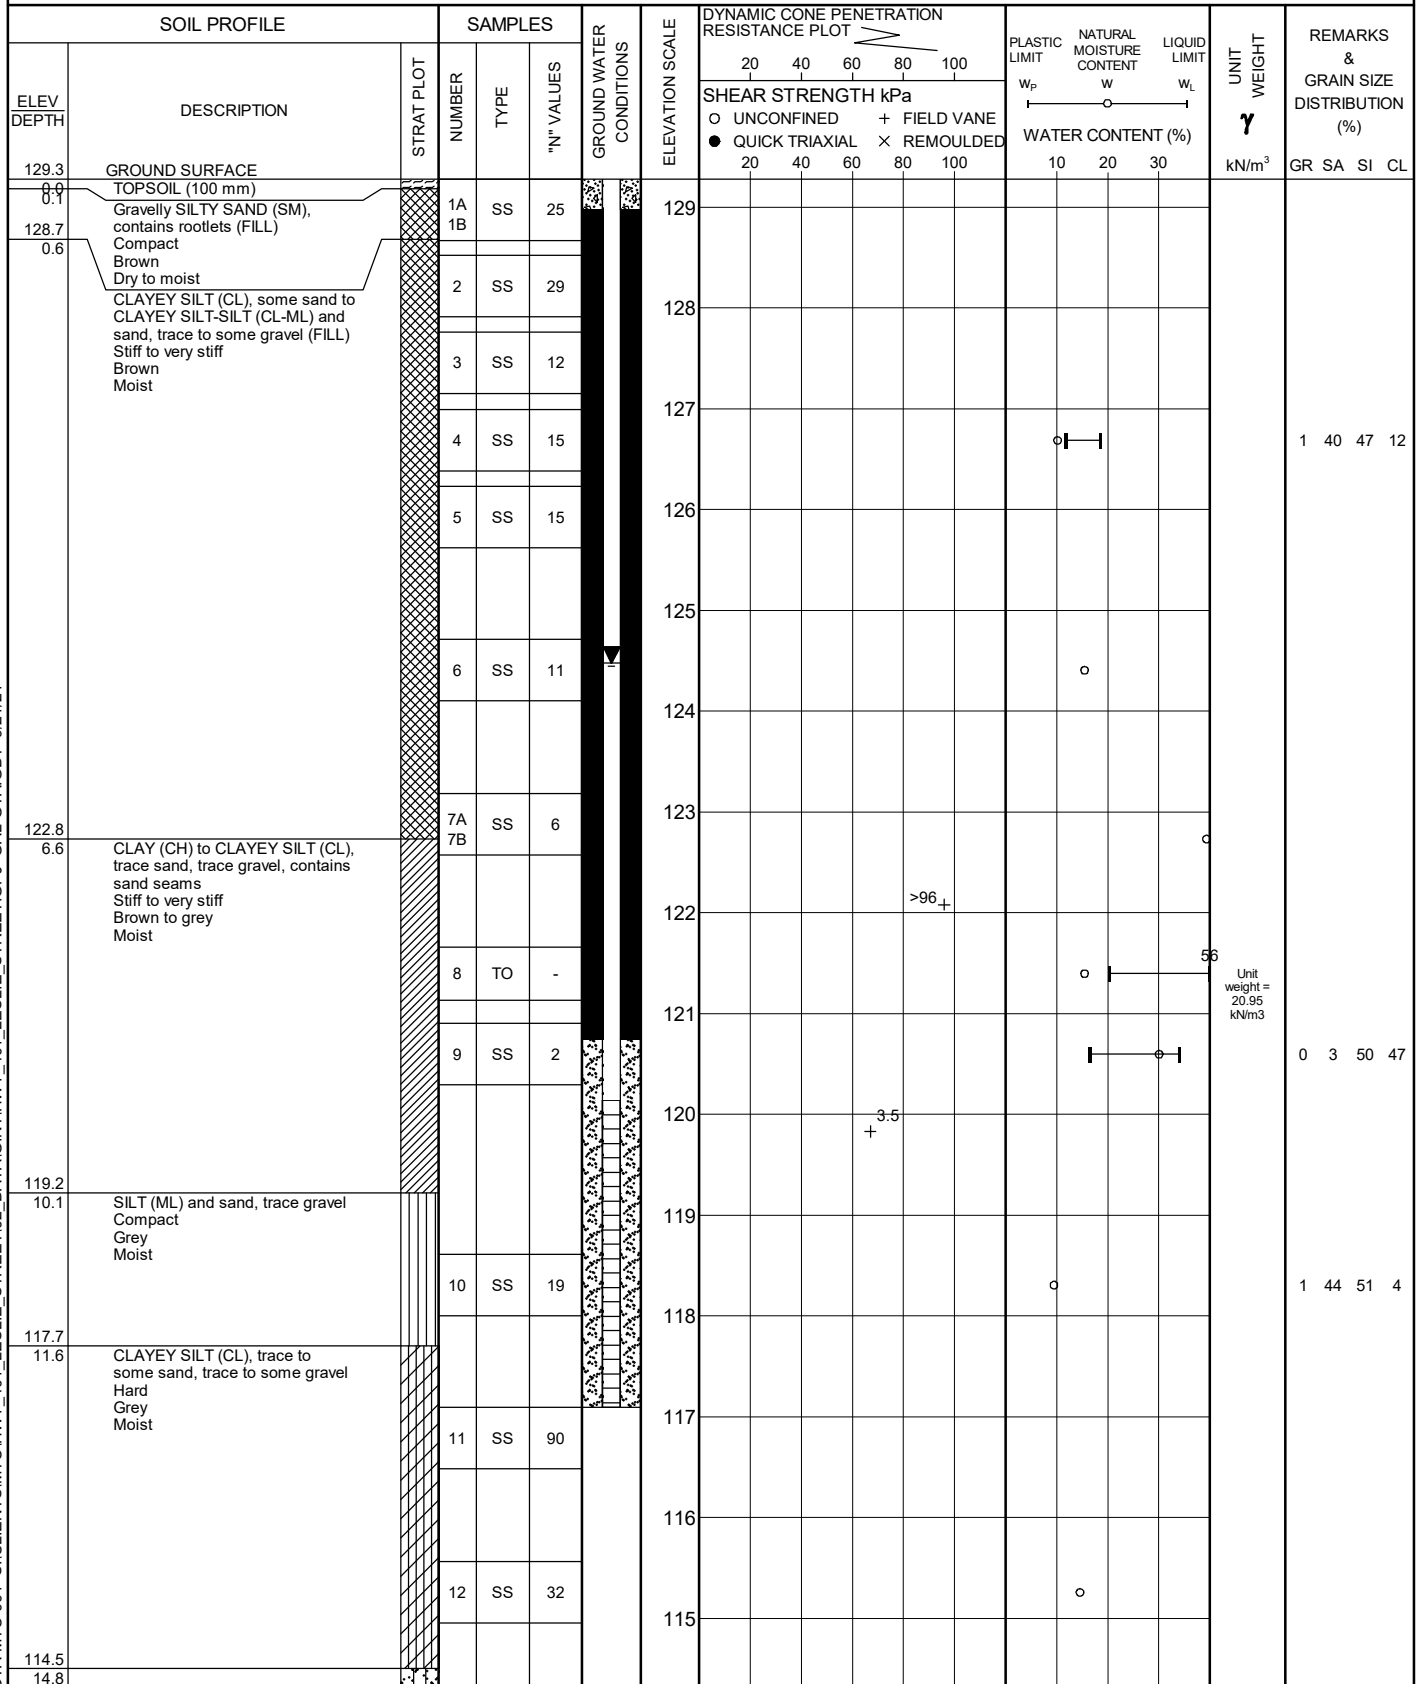 SOIL PROFILE
SAMPLES
GROUND WATER
CONDITIONS
ELEVATION SCALE
DYNAMIC CONE PENETRATION
RESISTANCE PLOT
20 40 60 80 100
SHEAR STRENGTH kPa
O UNCONFINED + FIELD VANE
● QUICK TRIAXIAL × REMOULDED
20 40 60 80 100
PLASTIC
LIMIT
NATURAL
MOISTURE
CONTENT
LIQUID
LIMIT
WP W WL
WATER CONTENT (%)
10 20 30
UNIT
WEIGHT
γ
kN/m3
REMARKS
&
GRAIN SIZE
DISTRIBUTION
(%)
GR SA SI CL
ELEV
DEPTH
DESCRIPTION
STRAT PLOT
NUMBER
TYPE
"N" VALUES
129.3 GROUND SURFACE
0.0 TOPSOIL (100 mm)
0.1
Gravelly SILTY SAND (SM),
contains rootlets (FILL)
Compact
Brown
Dry to moist
128.7
0.6
CLAYEY SILT (CL), some sand to
CLAYEY SILT-SILT (CL-ML) and
sand, trace to some gravel (FILL)
Stiff to very stiff
Brown
Moist
122.8
6.6
CLAY (CH) to CLAYEY SILT (CL),
trace sand, trace gravel, contains
sand seams
Stiff to very stiff
Brown to grey
Moist
119.2
10.1
SILT (ML) and sand, trace gravel
Compact
Grey
Moist
117.7
11.6
CLAYEY SILT (CL), trace to
some sand, trace to some gravel
Hard
Grey
Moist
114.5
14.8
1A
1B
SS 25
2 SS 29
3 SS 12
4 SS 15
5 SS 15
6 SS 11
7A
7B
SS 6
8 TO -
9 SS 2
10 SS 19
11 SS 90
12 SS 32
129
128
127
126
125
124
123
122
121
120
119
118
117
116
115
>96
3.5
56
Unit
weight =
20.95
kN/m3
1 40 47 12
0 3 50 47
1 44 51 4